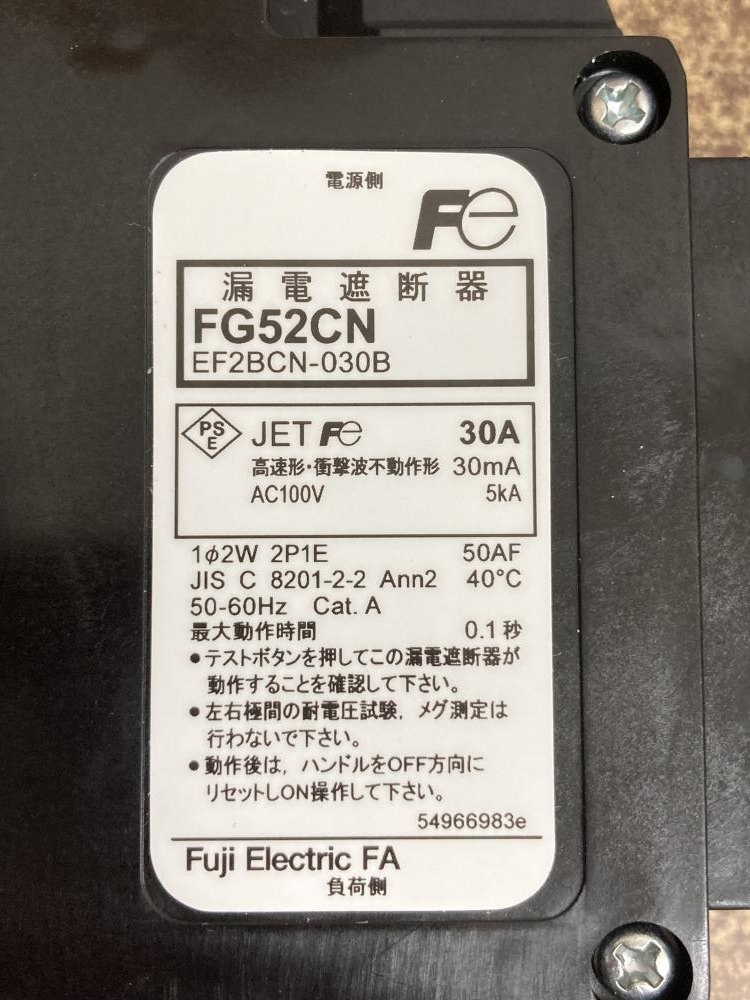 電源側
Fe
漏電遮断器
FG52CN
EF2BCN-030B
PS E JET Fe 30A
高速形・衝撃波不動作形 30mA
AC100V 5kA
1φ2W 2P1E 50AF
JIS C 8201-2-2 Ann2 40°C
50-60Hz Cat. A
最大動作時間 0.1秒
●テストボタンを押してこの漏電遮断器が
動作することを確認して下さい。
●左右極間の耐電圧試験, メグ測定は
行わないで下さい。
●動作後は, ハンドルをOFF方向に
リセットしON操作して下さい。
54966983e
Fuji Electric FA
負荷側